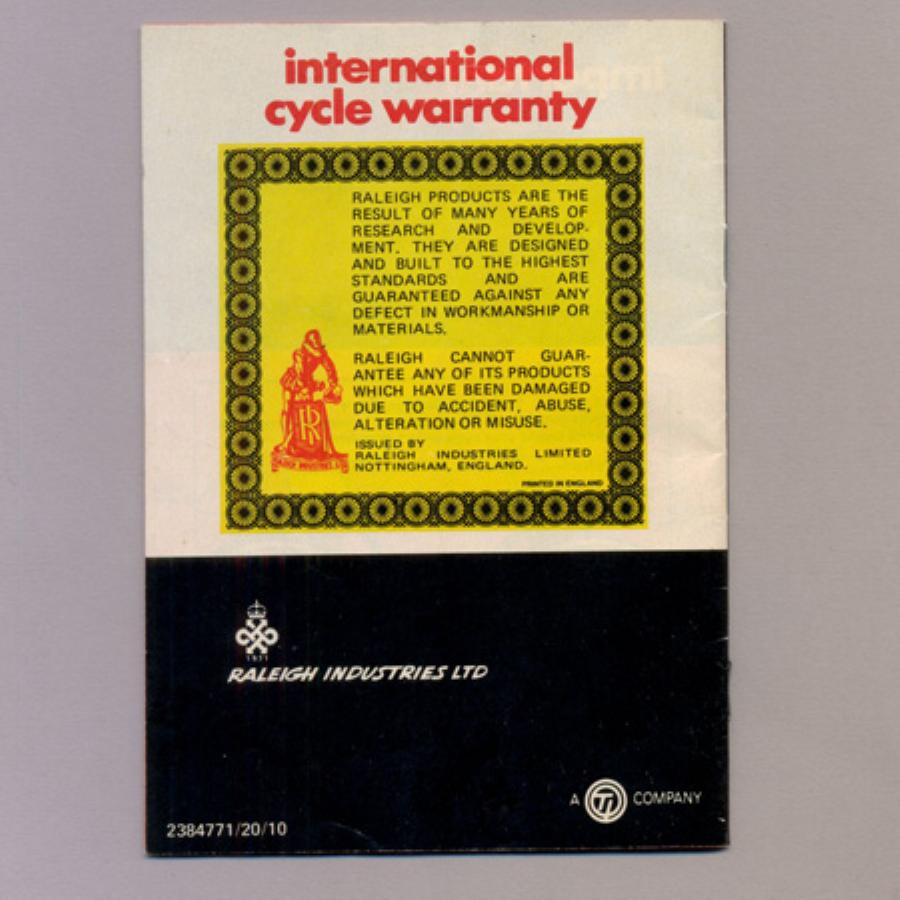 international
cycle warranty
RALEIGH PRODUCTS ARE THE
RESULT OF MANY YEARS OF
RESEARCH AND DEVELOP-
MENT. THEY ARE DESIGNED
AND BUILT TO THE HIGHEST
STANDARDS AND ARE
GUARANTEED AGAINST ANY
DEFECT IN WORKMANSHIP OR
MATERIALS.
RALEIGH CANNOT GUAR-
ANTEE ANY OF ITS PRODUCTS
WHICH HAVE BEEN DAMAGED
DUE TO ACCIDENT, ABUSE,
ALTERATION OR MISUSE.
ISSUED BY
RALEIGH INDUSTRIES LIMITED
NOTTINGHAM, ENGLAND.
PRINTED IN ENGLAND
RALEIGH INDUSTRIES LTD
A TI COMPANY
2384771/20/10